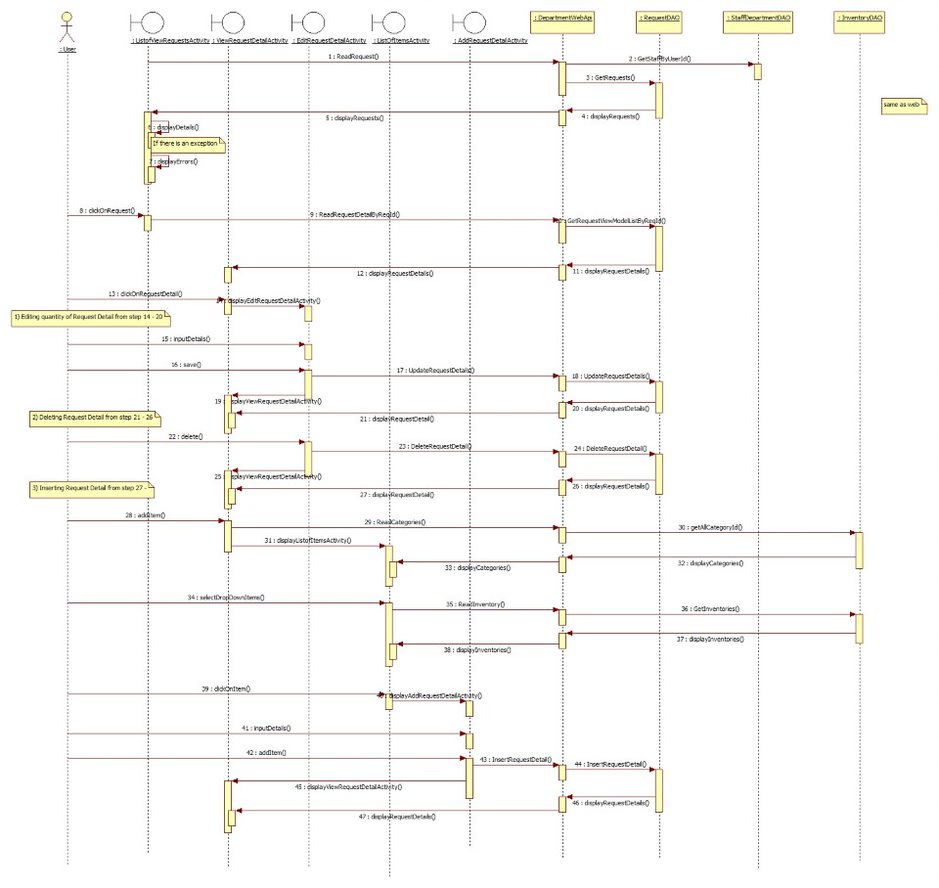 : User
: ListofViewRequestsActivity
: ViewRequestDetailActivity
: EditRequestDetailActivity
: ListOfItemsActivity
: AddRequestDetailActivity
: DepartmentWebApi
: RequestDAO
: StaffDepartmentDAO
: InventoryDAO
1 : ReadRequest()
2 : GetStaffByUserId()
3 : GetRequests()
same as web
4 : displayRequests()
5 : displayRequests()
6 : displayDetails()
If there is an exception
7 : displayErrors()
8 : clickOnRequest()
9 : ReadRequestDetailByReqId()
GetRequestViewModelListByReqId()
11 : displayRequestDetails()
12 : displayRequestDetails()
13 : clickOnRequestDetail()
14 : displayEditRequestDetailActivity()
1) Editing quantity of Request Detail from step 14 - 20
15 : inputDetails()
16 : save()
17 : UpdateRequestDetails()
18 : UpdateRequestDetails()
19 : displayViewRequestDetailActivity()
20 : displayRequestDetails()
2) Deleting Request Detail from step 21 - 26
21 : displayRequestDetail()
22 : delete()
23 : DeleteRequestDetail()
24 : DeleteRequestDetail()
25 : displayViewRequestDetailActivity()
26 : displayRequestDetails()
3) Inserting Request Detail from step 27 -
27 : displayRequestDetail()
28 : addItem()
29 : ReadCategories()
30 : getAllCategoryId()
31 : displayListofItemsActivity()
32 : displayCategories()
33 : displayCategories()
34 : selectDropDownItems()
35 : ReadInventory()
36 : GetInventories()
37 : displayInventories()
38 : displayInventories()
39 : clickOnItem()
40 : displayAddRequestDetailActivity()
41 : inputDetails()
42 : addItem()
43 : InsertRequestDetail()
44 : InsertRequestDetail()
45 : displayViewRequestDetailActivity()
46 : displayRequestDetails()
47 : displayRequestDetails()